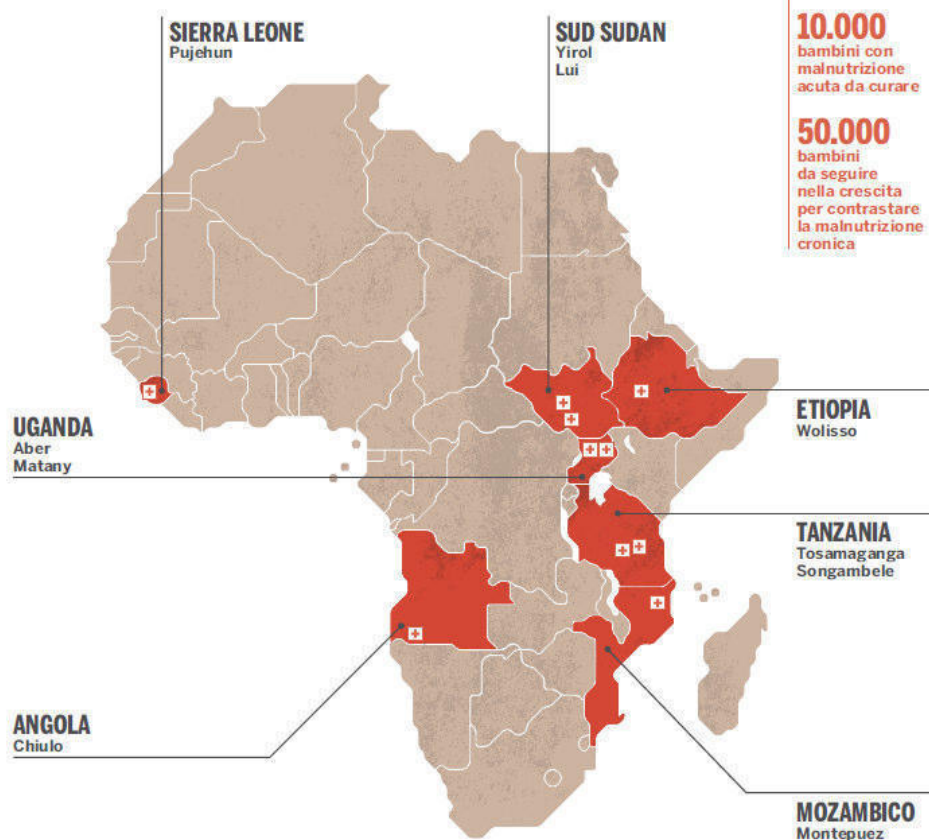 SIERRA LEONE
Pujehun
SUD SUDAN
Yirol
Lui
10.000
bambini con
malnutrizione
acuta da curare
50.000
bambini
da seguire
nella crescita
per contrastare
la malnutrizione
cronica
UGANDA
Aber
Matany
ETIOPIA
Wolisso
TANZANIA
Tosamaganga
Songambele
ANGOLA
Chiulo
MOZAMBICO
Montepuez